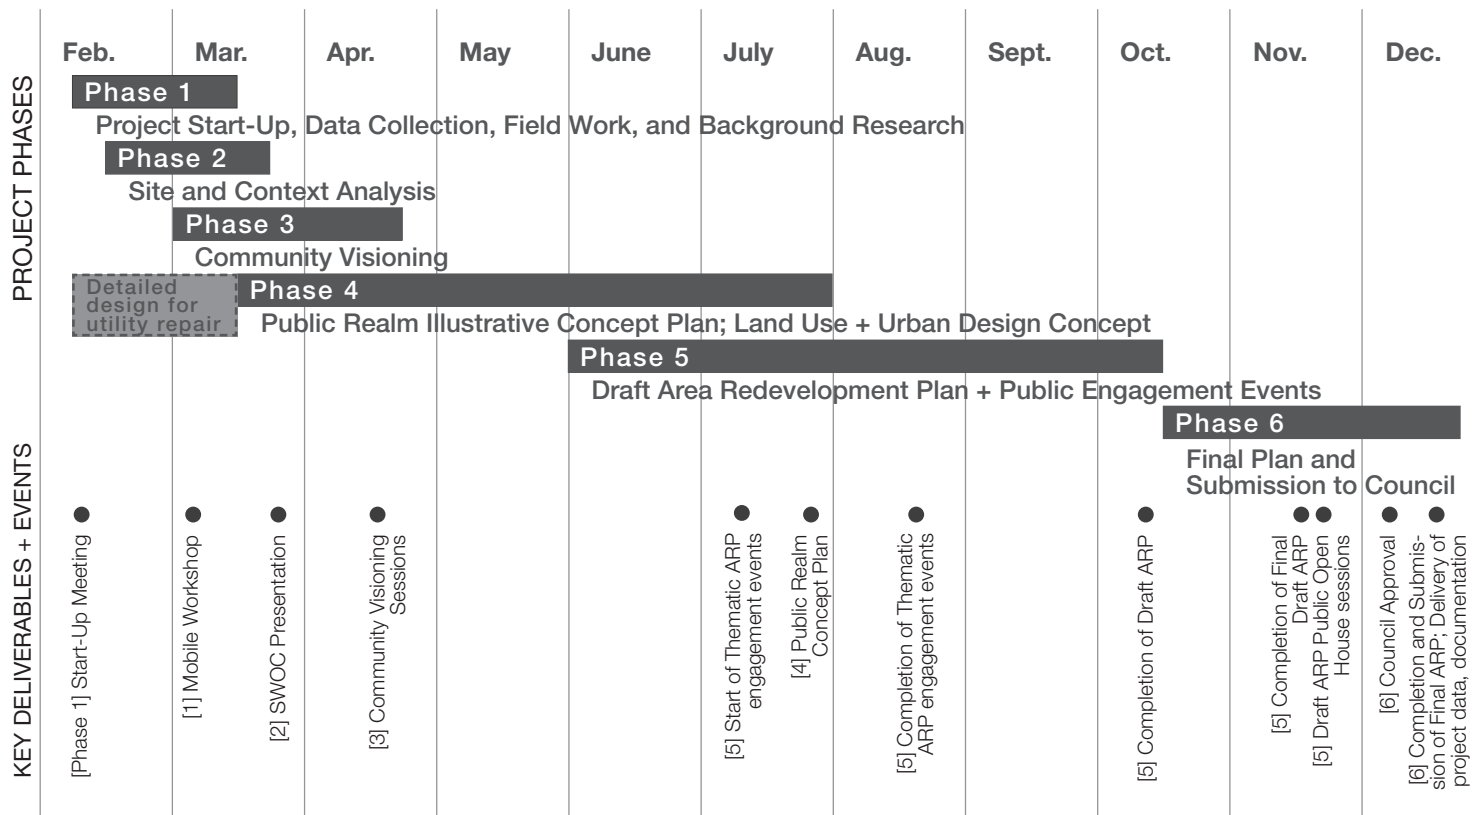 Feb.
Mar.
Apr.
May
June
July
Aug.
Sept.
Oct.
Nov.
Dec.
PROJECT PHASES
Phase 1
Project Start-Up, Data Collection, Field Work, and Background Research
Phase 2
Site and Context Analysis
Phase 3
Community Visioning
Detailed
design for
utility repair
Phase 4
Public Realm Illustrative Concept Plan; Land Use + Urban Design Concept
Phase 5
Draft Area Redevelopment Plan + Public Engagement Events
Phase 6
Final Plan and
Submission to Council
KEY DELIVERABLES + EVENTS
[Phase 1] Start-Up Meeting
[1] Mobile Workshop
[2] SWOC Presentation
[3] Community Visioning
Sessions
[5] Start of Thematic ARP
engagement events
[4] Public Realm
Concept Plan
[5] Completion of Thematic
ARP engagement events
[5] Completion of Draft ARP
[5] Completion of Final
Draft ARP
[5] Draft ARP Public Open
House sessions
[6] Council Approval
[6] Completion and Submis-
sion of Final ARP; Delivery of
project data, documentation